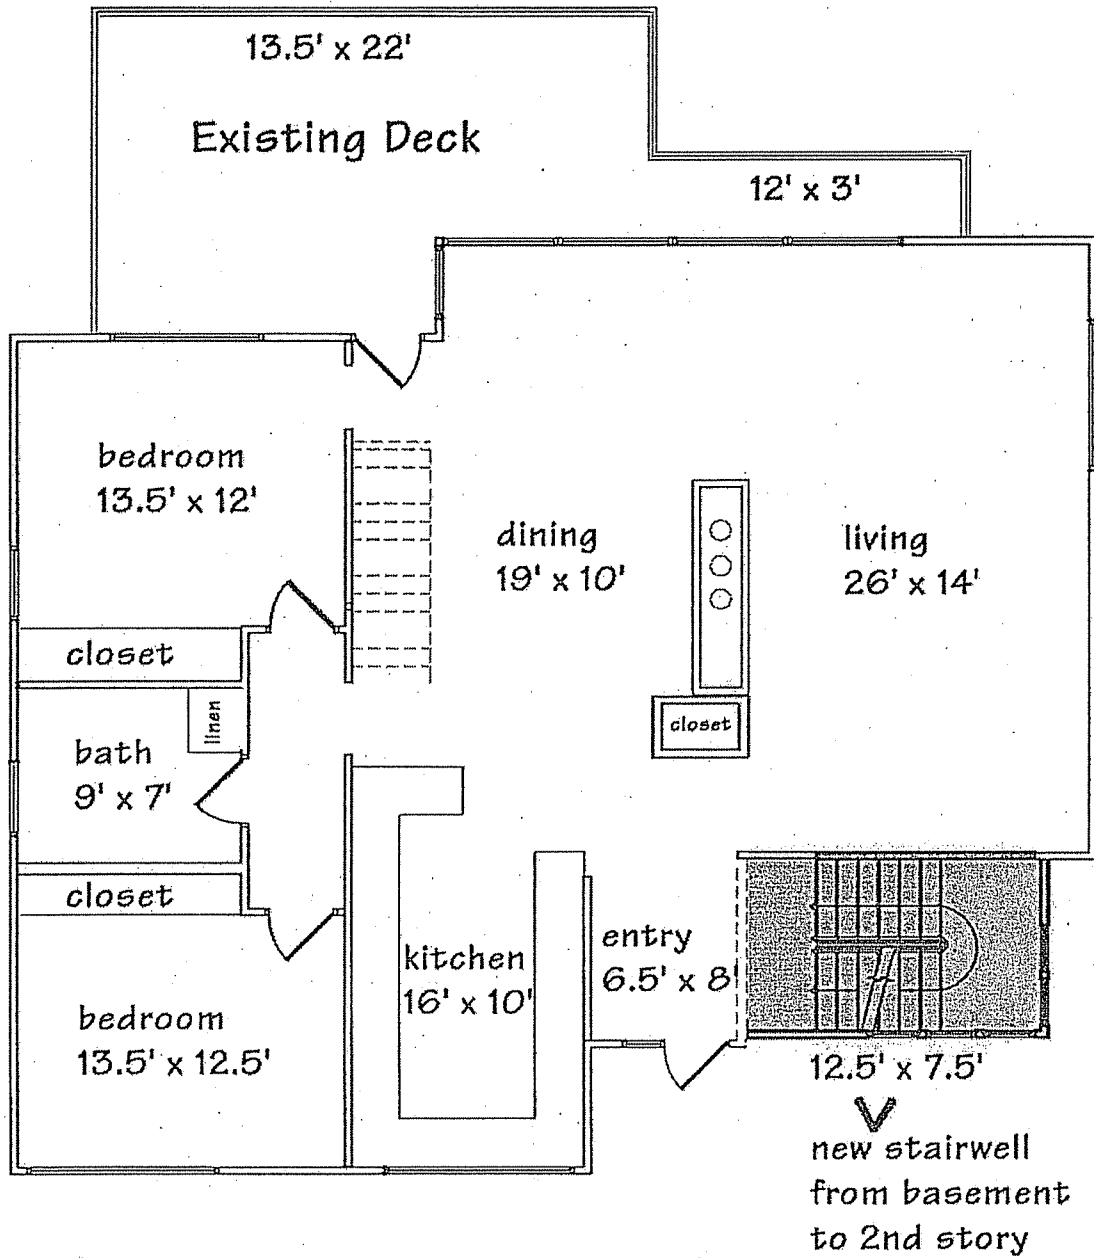 13.5' x 22'
Existing Deck
12' x 3'
bedroom
13.5' x 12'
dining
19' x 10'
living
26' x 14'
closet
linen
closet
bath
9' x 7'
closet
kitchen
16' x 10'
entry
6.5' x 8'
bedroom
13.5' x 12.5'
12.5' x 7.5'
new stairwell
from basement
to 2nd story